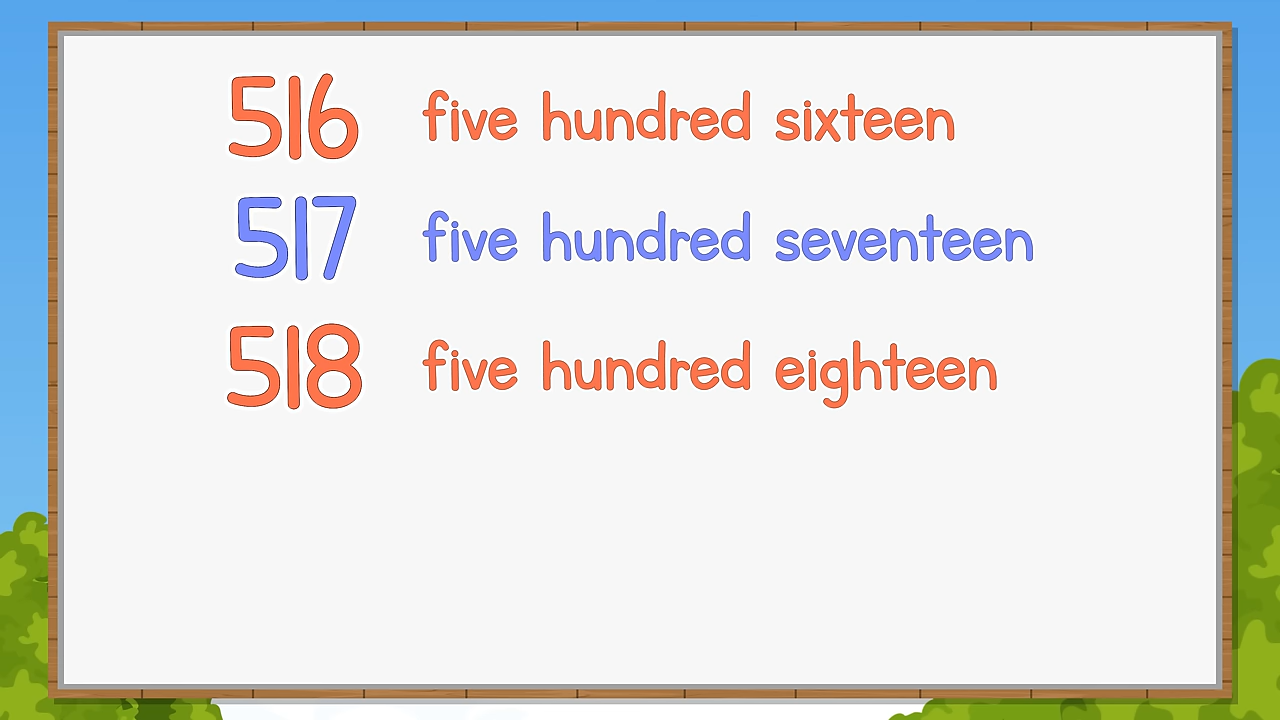 516 five hundred sixteen
517 five hundred seventeen
518 five hundred eighteen